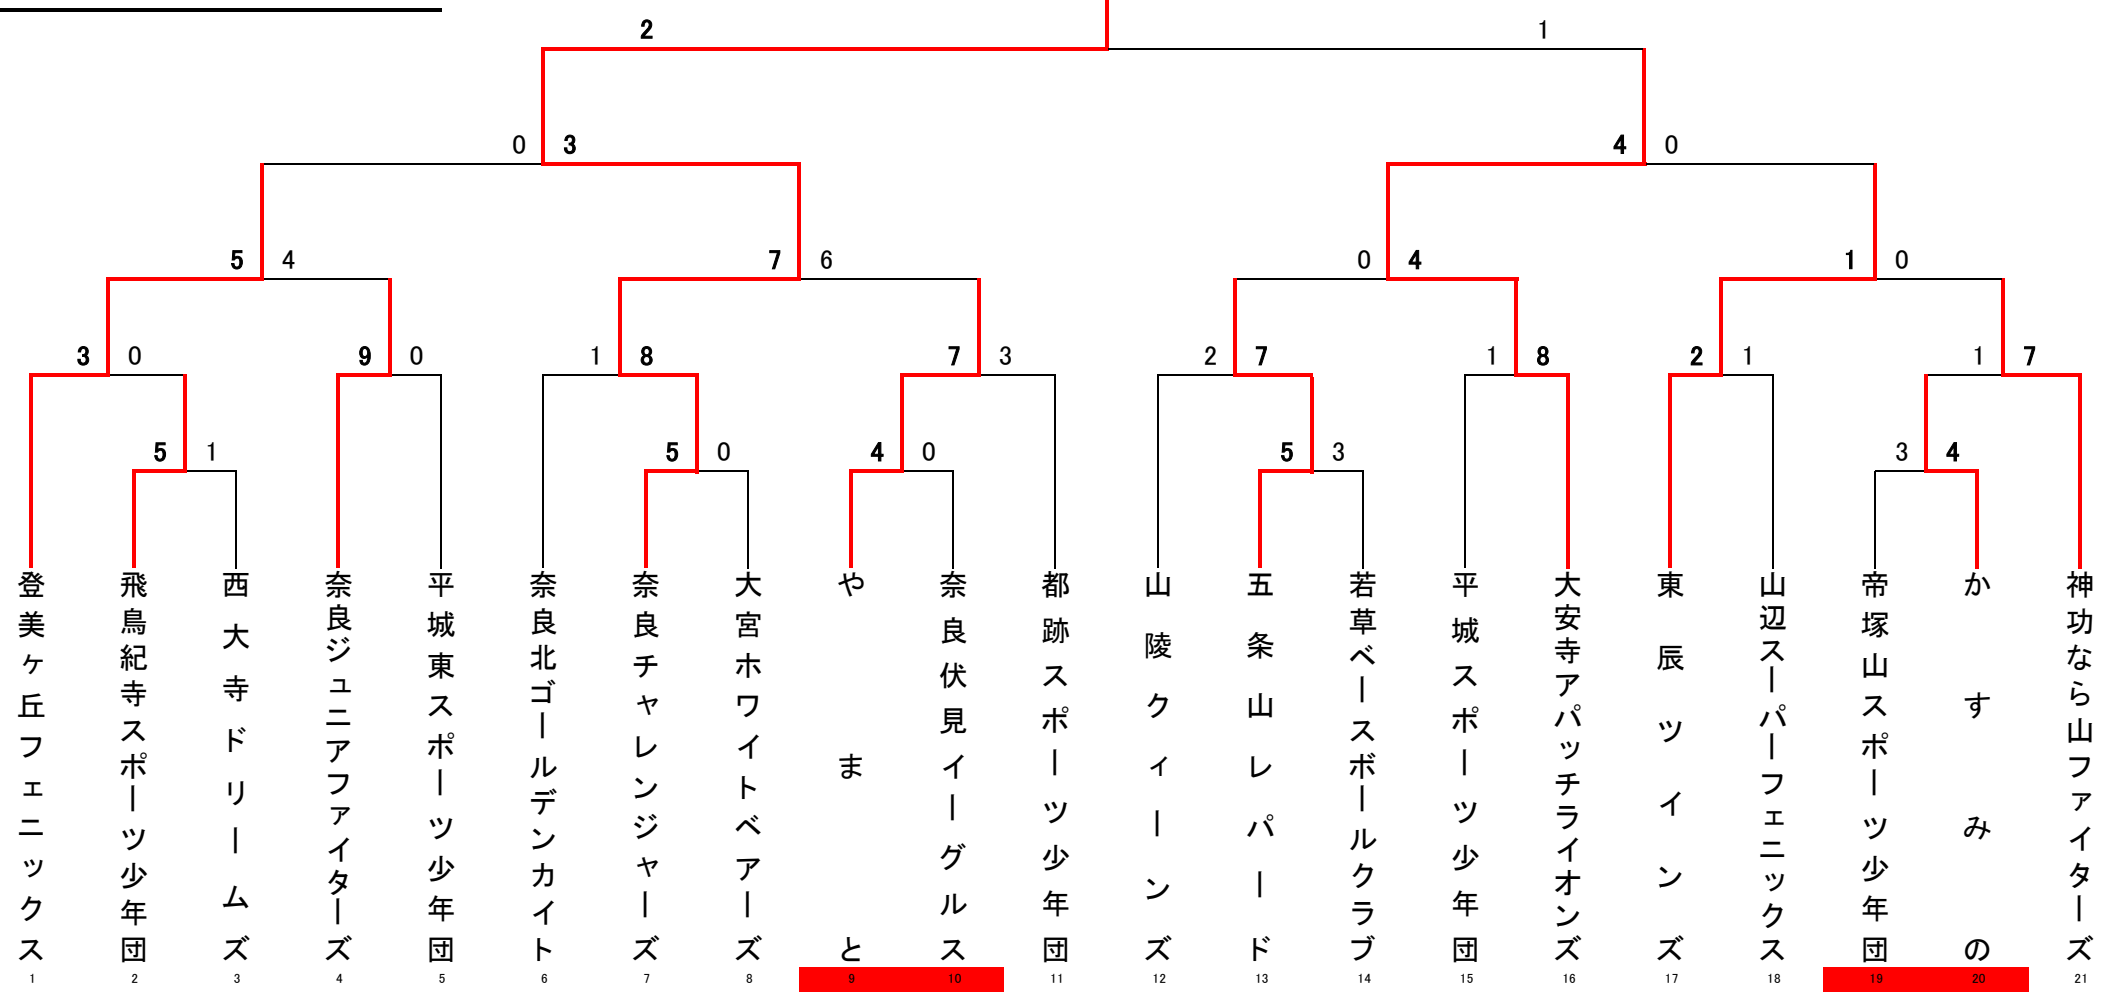 2 1
0 3 4 0
5 4 7 6 0 4 1 0
3 0 9 0 1 8 7 3 2 7 1 8 2 1 1 7
5 1 5 0 4 0 5 3 3 4
登美ヶ丘フェニックス
飛鳥紀寺スポーツ少年団
西大寺ドリームズ
奈良ジュニアファイターズ
平城東スポーツ少年団
奈良北ゴールデンカイト
奈良チャレンジャーズ
大宮ホワイトベアーズ
やまと
奈良伏見イーグルス
都跡スポーツ少年団
山陵クィーンズ
五条山レパード
若草ベースボールクラブ
平城スポーツ少年団
大安寺アパッチライオンズ
東辰ツインズ
山辺スーパーフェニックス
帝塚山スポーツ少年団
かすみの
神功なら山ファイターズ
1 2 3 4 5 6 7 8 9 10 11 12 13 14 15 16 17 18 19 20 21